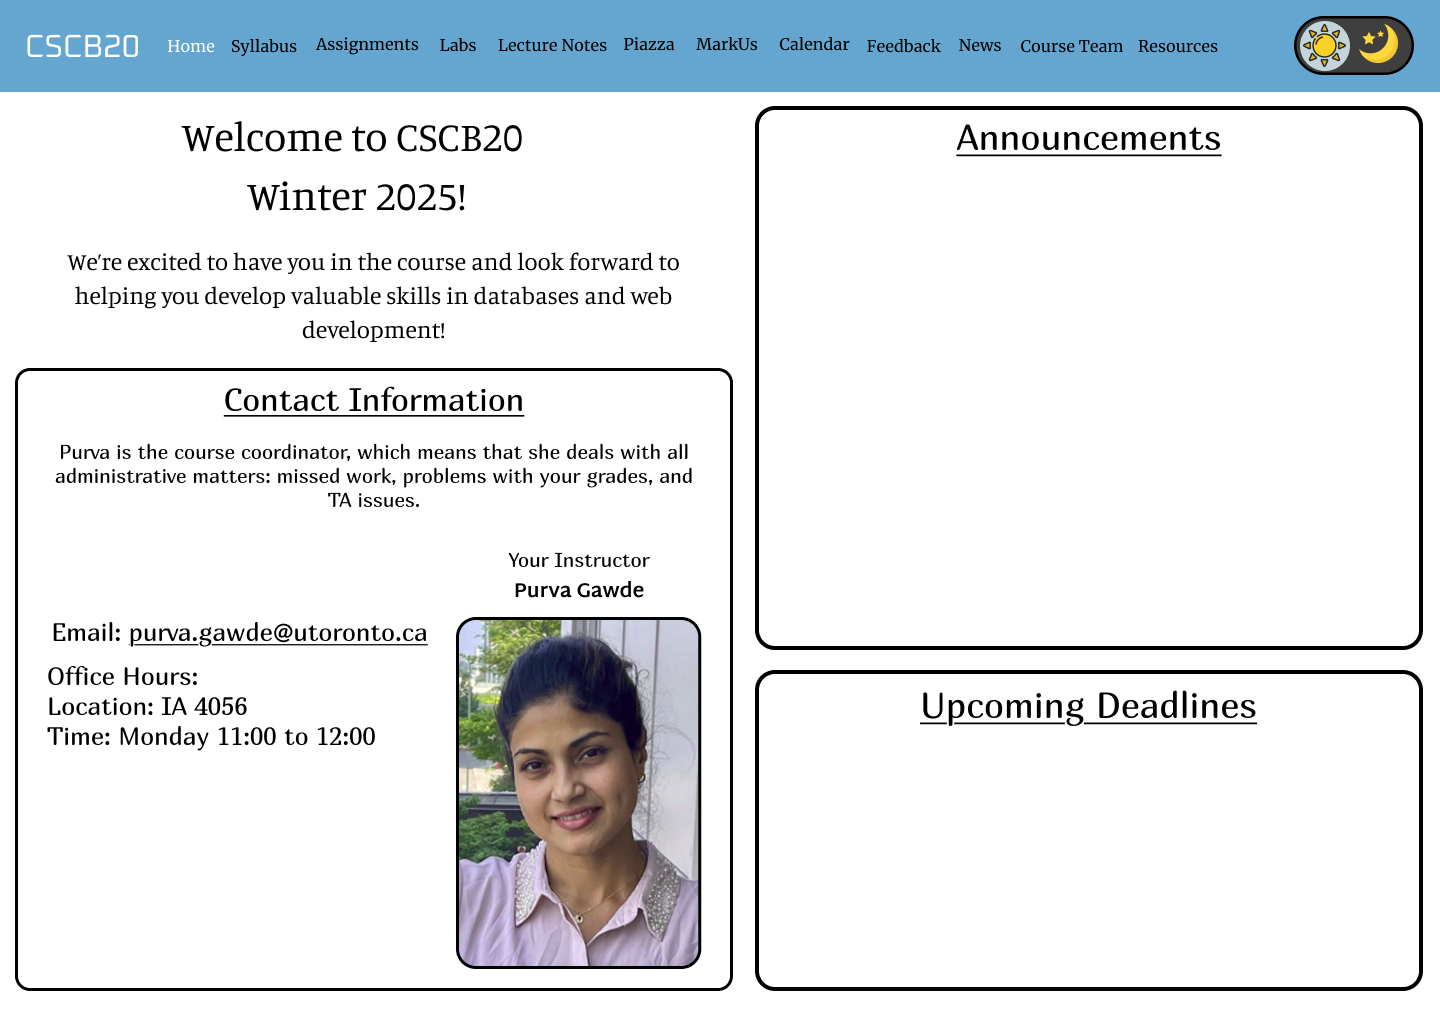 CSCB20
Home Syllabus Assignments Labs Lecture Notes Piazza MarkUs Calendar Feedback News Course Team Resources
Welcome to CSCB20
Winter 2025!
We're excited to have you in the course and look forward to
helping you develop valuable skills in databases and web
development!
Contact Information
Purva is the course coordinator, which means that she deals with all
administrative matters: missed work, problems with your grades, and
TA issues.
Your Instructor
Purva Gawde
Email: purva.gawde@utoronto.ca
Office Hours:
Location: IA 4056
Time: Monday 11:00 to 12:00
Announcements
Upcoming Deadlines